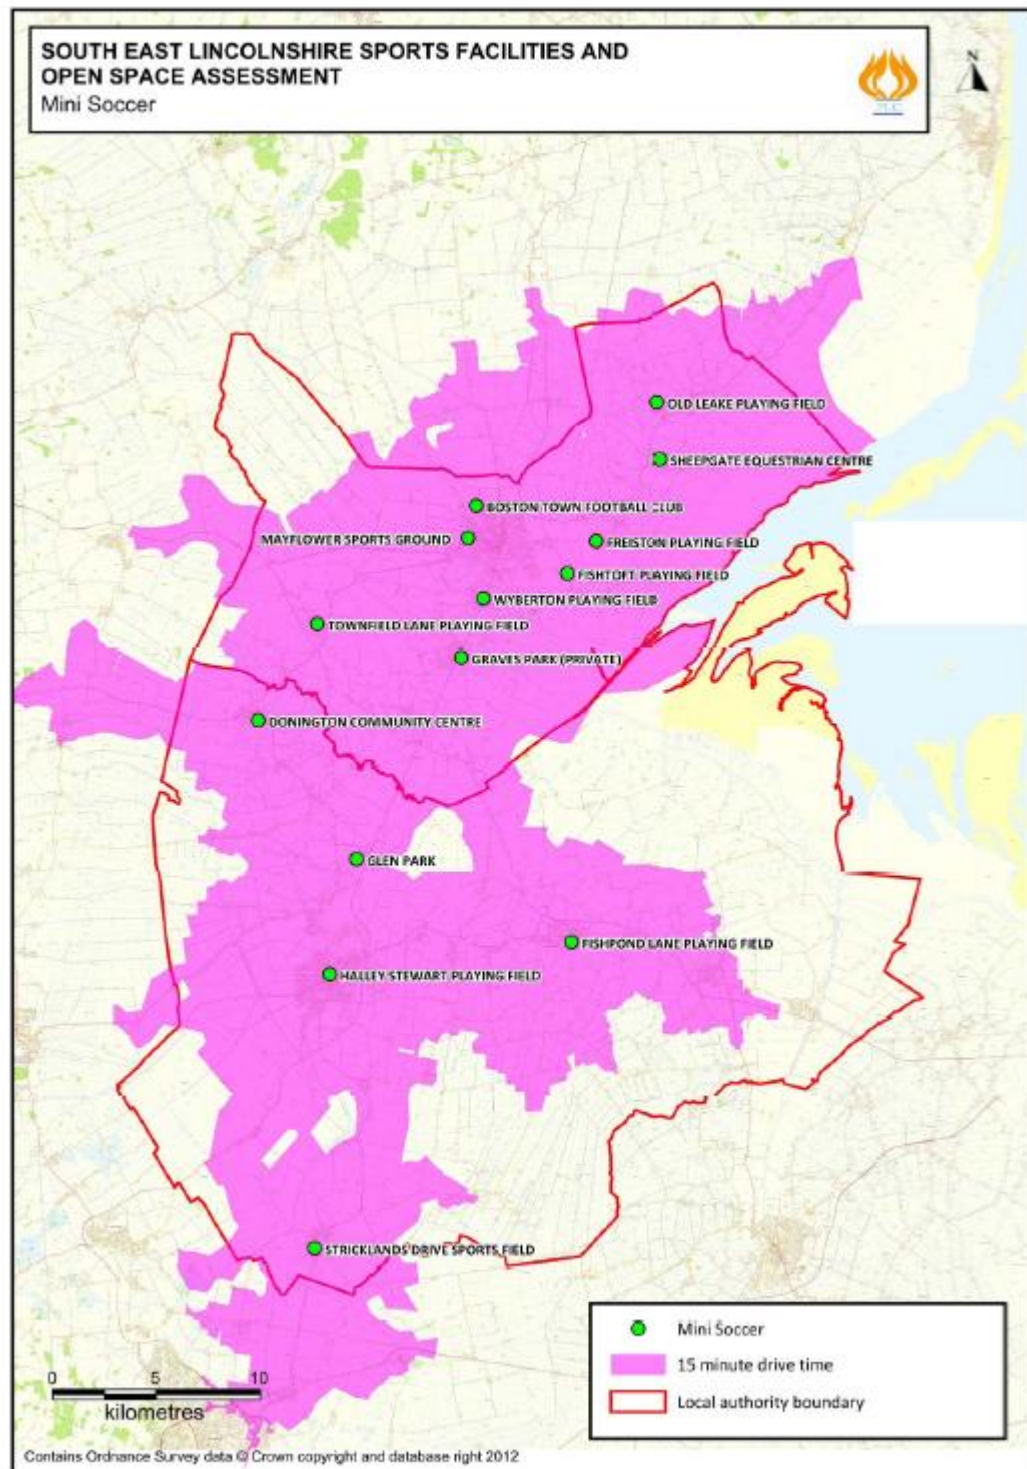 SOUTH EAST LINCOLNSHIRE SPORTS FACILITIES AND
OPEN SPACE ASSESSMENT
Mini Soccer
N
OLD LEAKE PLAYING FIELD
SHEEPGATE EQUESTRIAN CENTRE
BOSTON TOWN FOOTBALL CLUB
MAYFLOWER SPORTS GROUND
FREISTON PLAYING FIELD
FISHTOFT PLAYING FIELD
WYBERTON PLAYING FIELD
TOWNFIELD LANE PLAYING FIELD
GRAVES PARK (PRIVATE)
DONINGTON COMMUNITY CENTRE
GLEN PARK
FISHPOND LANE PLAYING FIELD
HALLEY STEWART PLAYING FIELD
STRICKLANDS DRIVE SPORTS FIELD
Mini Soccer
15 minute drive time
Local authority boundary
0 5 10
kilometres
Contains Ordnance Survey data © Crown copyright and database right 2012